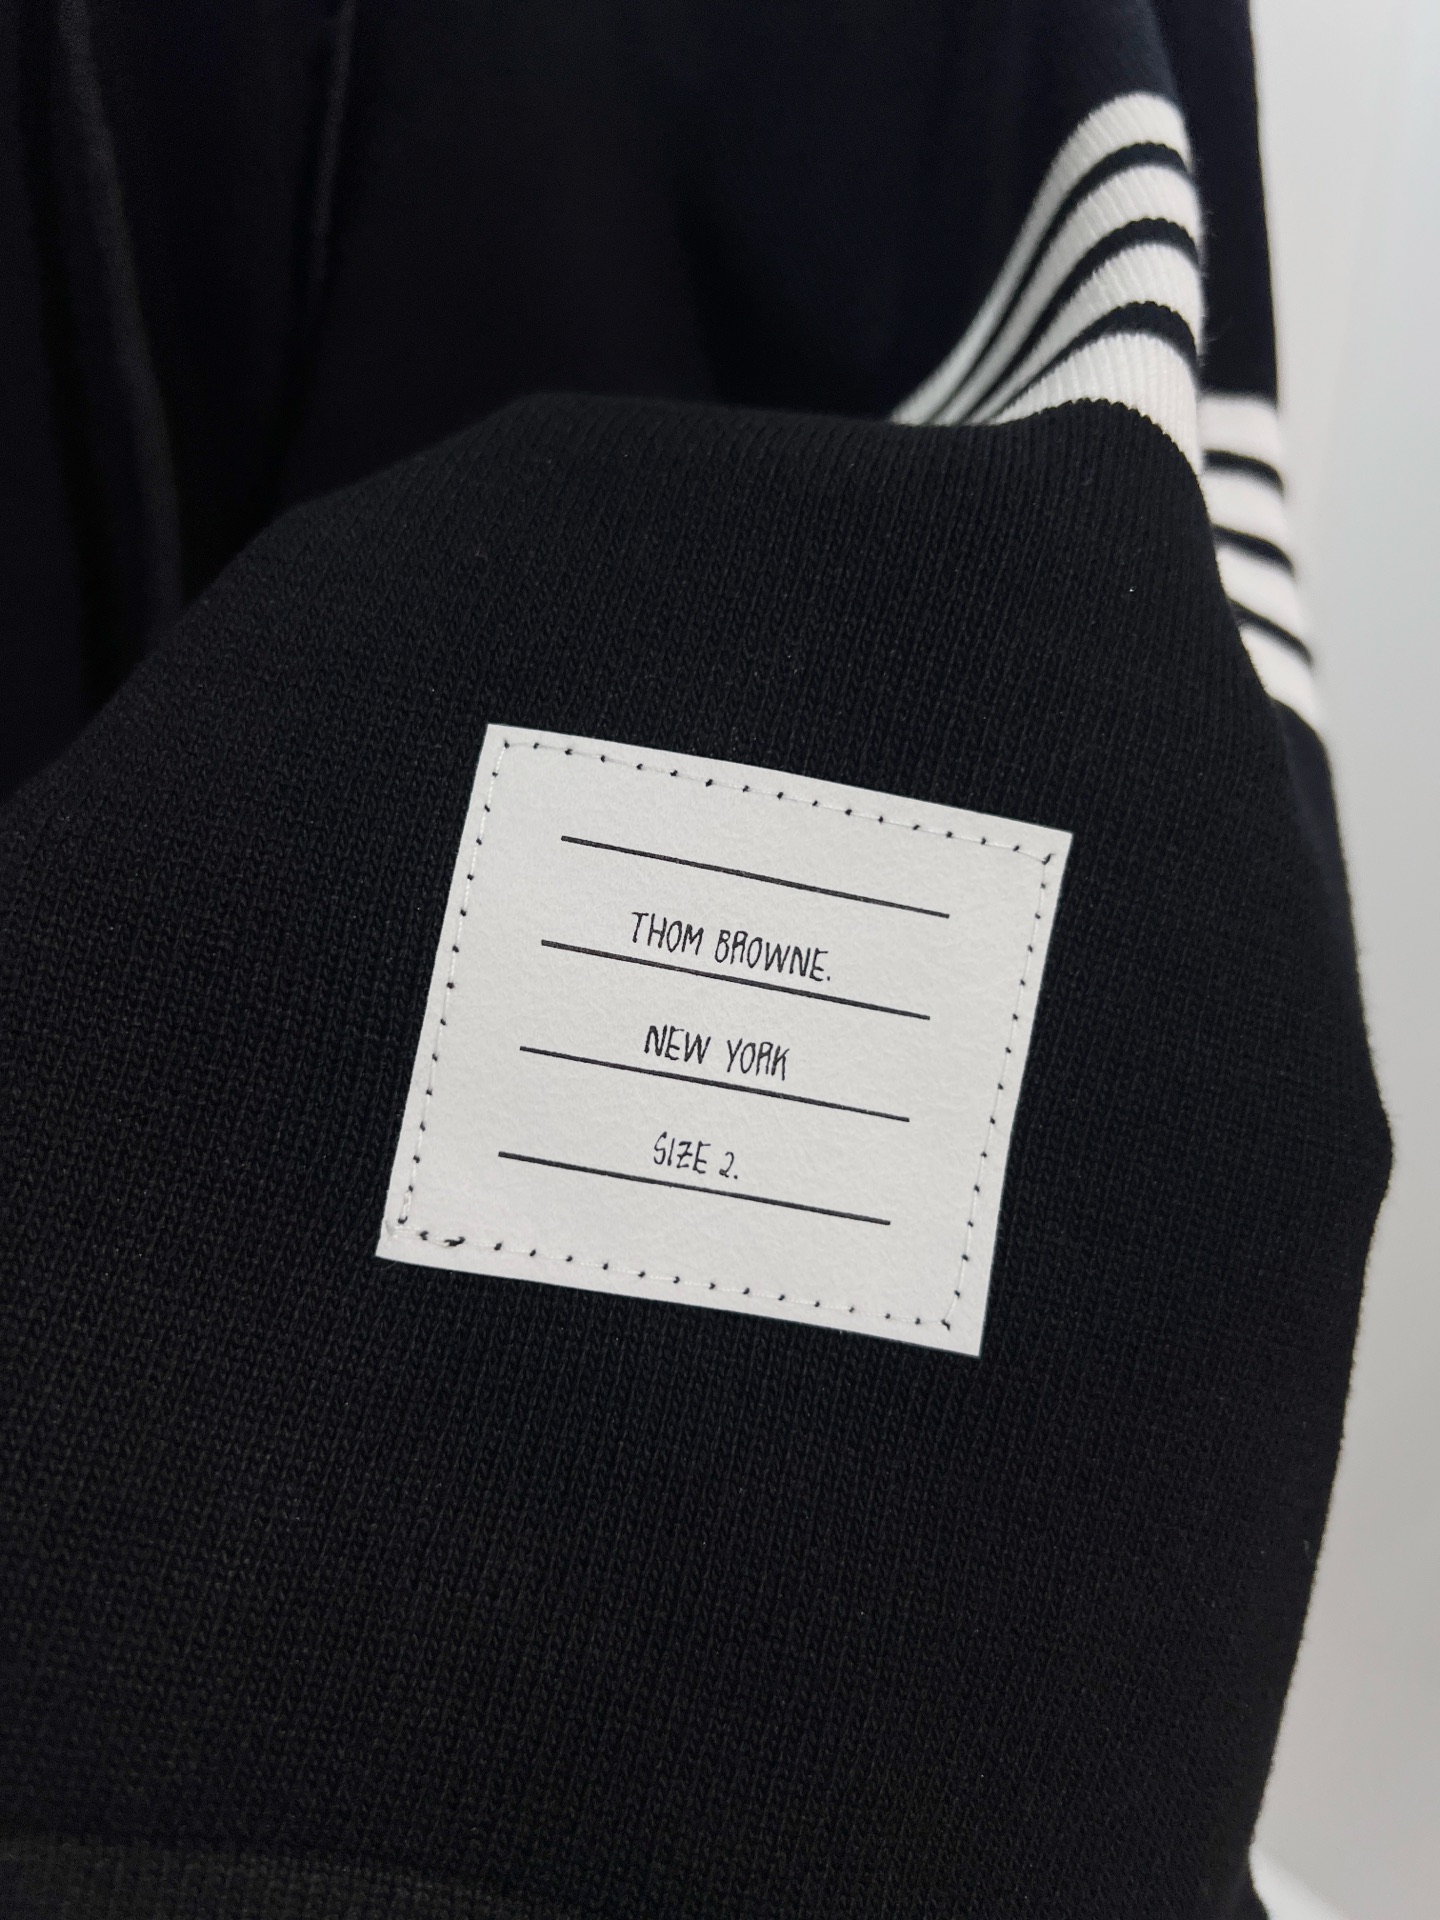 THOM BROWNE.
NEW YORK
SIZE 2.